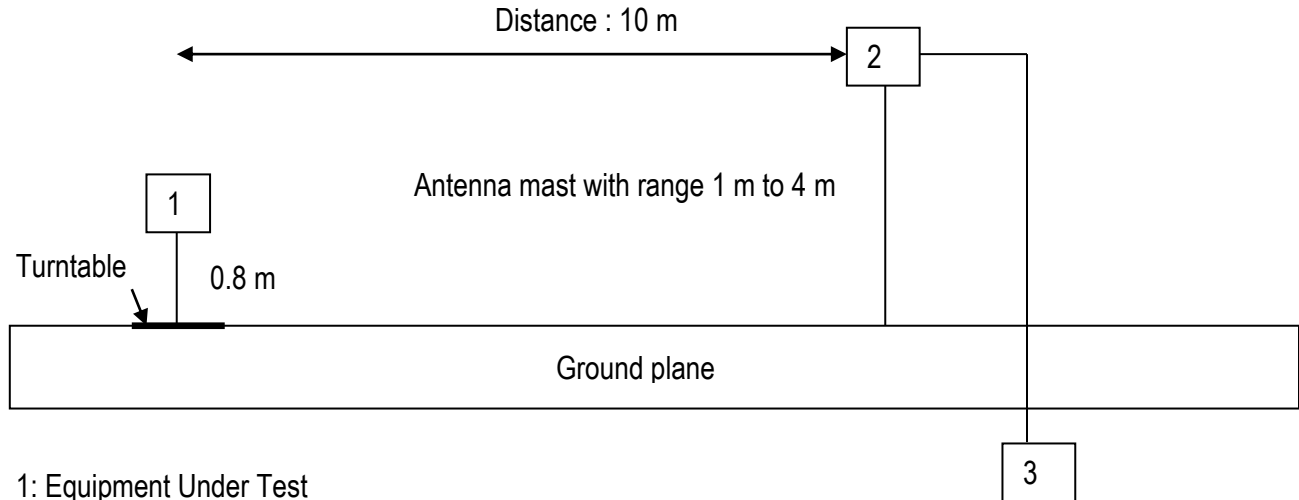 Distance : 10 m
2
Antenna mast with range 1 m to 4 m
1
Turntable
0.8 m
Ground plane
3
1: Equipment Under Test